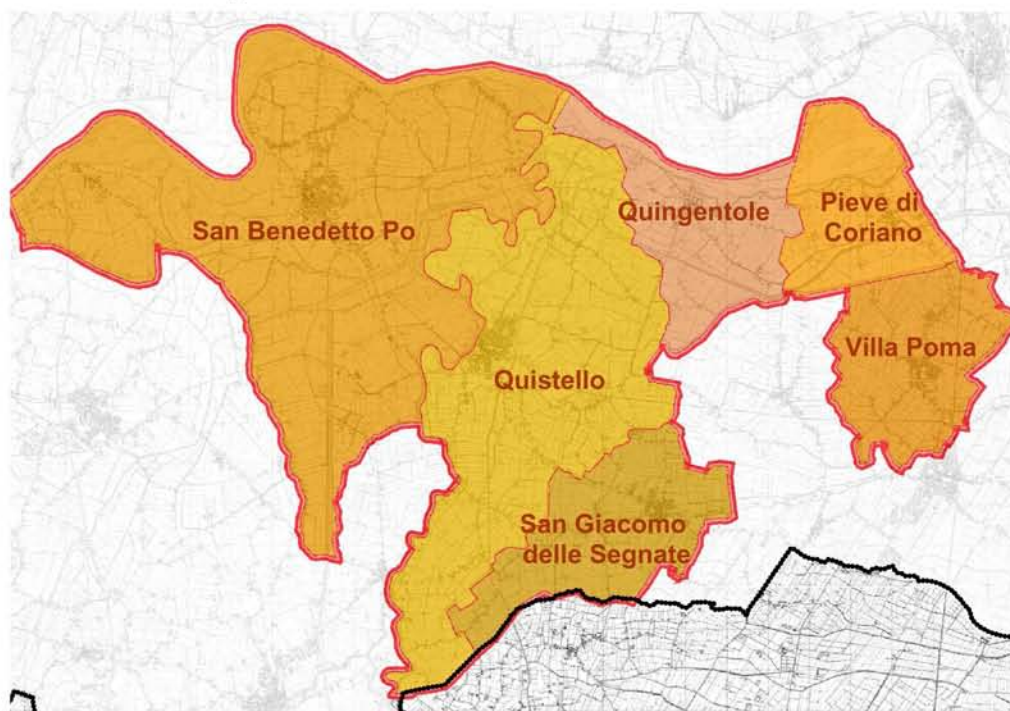 San Benedetto Po
Quingentole
Pieve di
Coriano
Villa Poma
Quistello
San Giacomo
delle Segnate